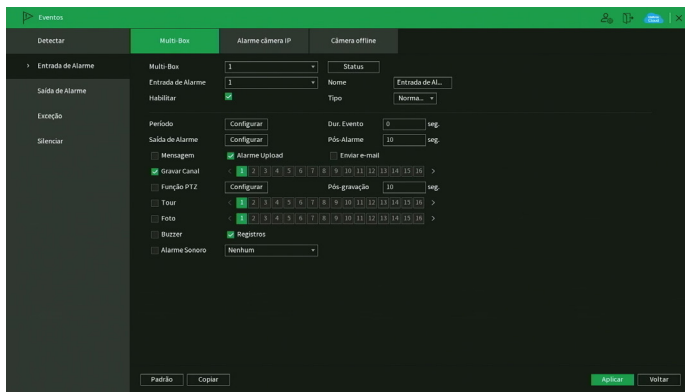 Eventos
Detectar
Multi-Box Alarme câmera IP Câmera offline
Entrada de Alarme
Saída de Alarme
Exceção
Silenciar
Multi-Box 1 Status
Entrada de Alarme 1 Nome Entrada de Al...
Habilitar Tipo Norma...
Período Configurar Dur. Evento 0 seg.
Saída de Alarme Configurar Pós-Alarme 10 seg.
Mensagem Alarme Upload Enviar e-mail
Gravar Canal < 1 2 3 4 5 6 7 8 9 10 11 12 13 14 15 16 >
Função PTZ Configurar Pós-gravação 10 seg.
Tour < 1 2 3 4 5 6 7 8 9 10 11 12 13 14 15 16 >
Foto < 1 2 3 4 5 6 7 8 9 10 11 12 13 14 15 16 >
Buzzer Registros
Alarme Sonoro Nenhum
Padrão Copiar Aplicar Voltar